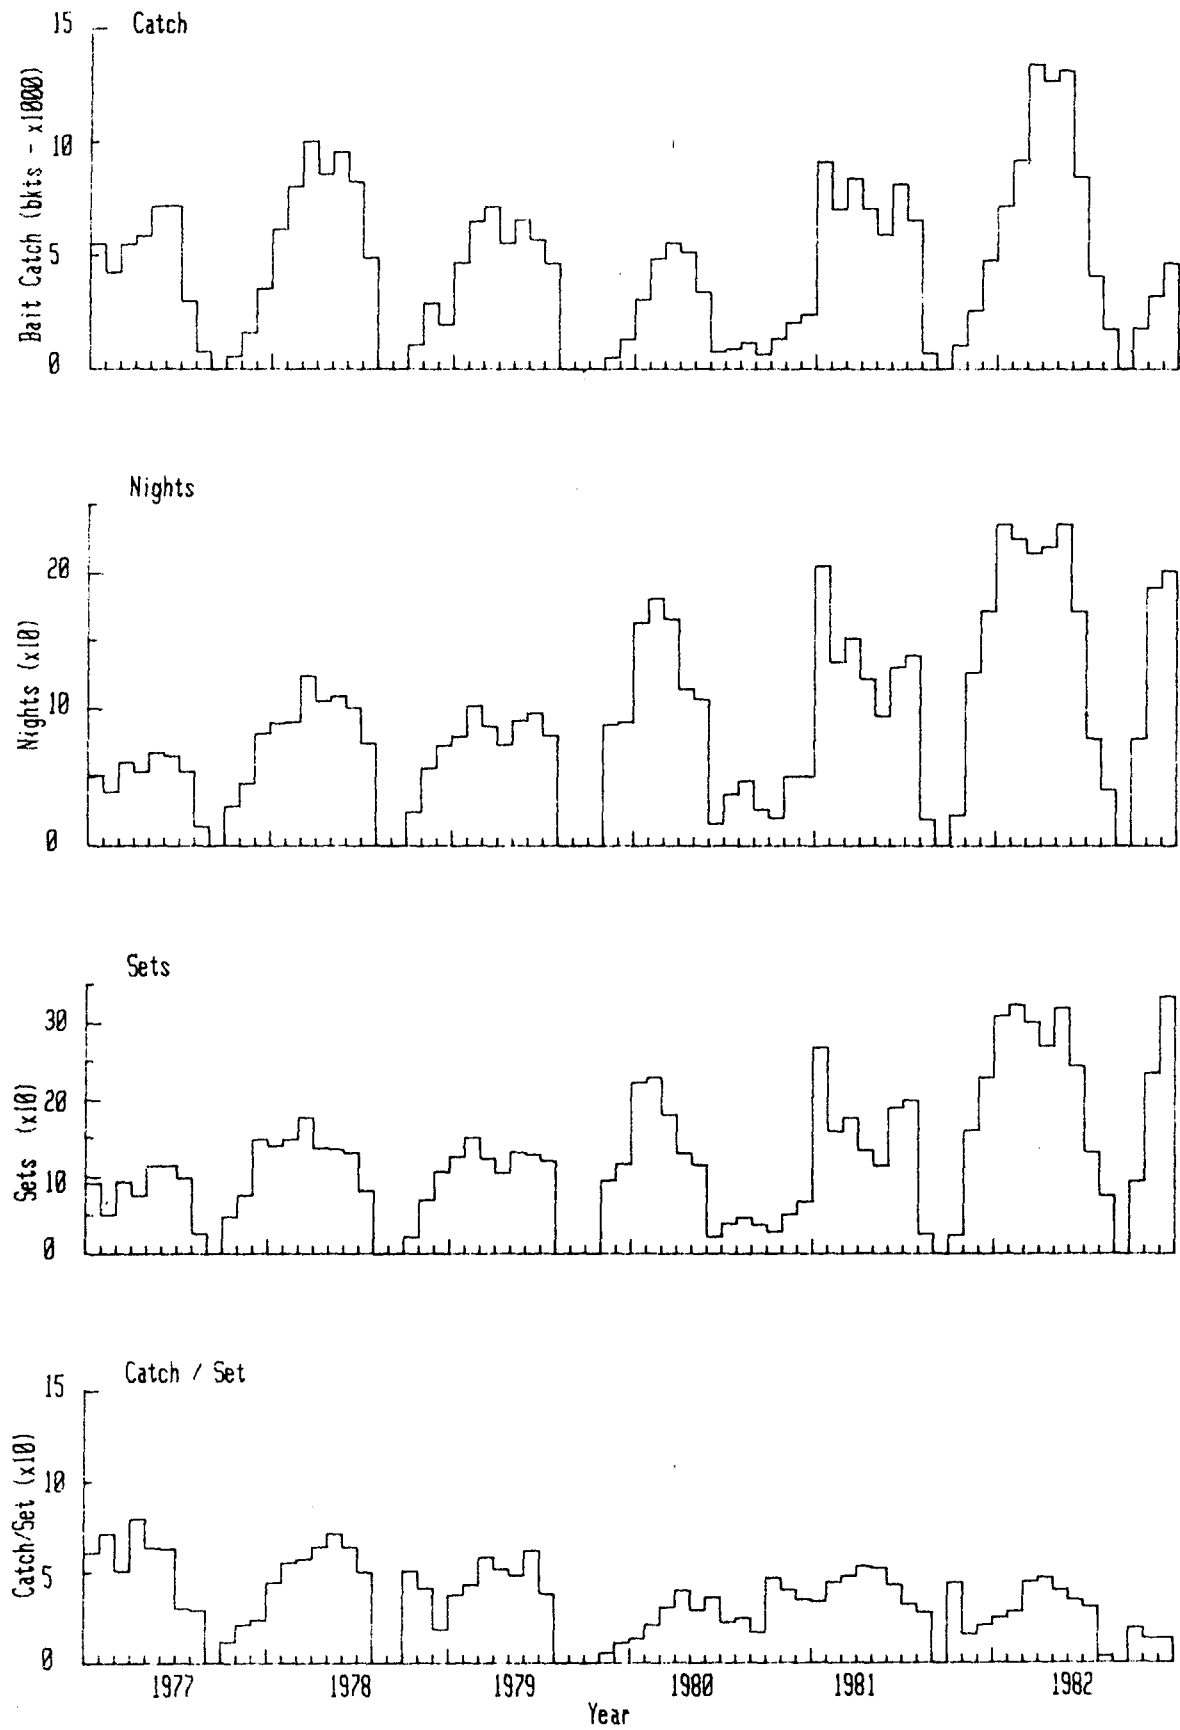 Catch
15
10
5
0
Bait Catch (bkts - x1000)
Nights
20
10
0
Nights (x10)
Sets
30
20
10
0
Sets (x10)
Catch / Set
15
10
5
0
Catch/Set (x10)
1977 1978 1979 1980 1981 1982
Year